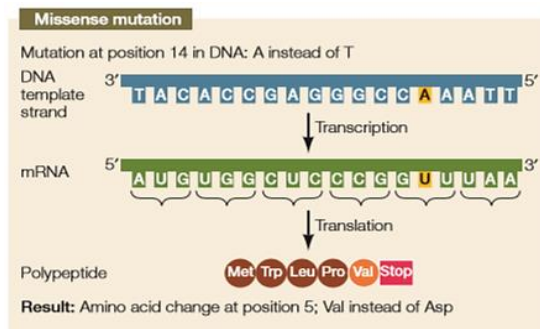 Missense mutation
Mutation at position 14 in DNA: A instead of T
DNA template strand
3' T A C A C C G A G G G C C A A A T T 5'
Transcription
mRNA
5' A U G U G G C U C C C G G U U U A A 3'
Translation
Polypeptide
Met Trp Leu Pro Val Stop
Result: Amino acid change at position 5; Val instead of Asp